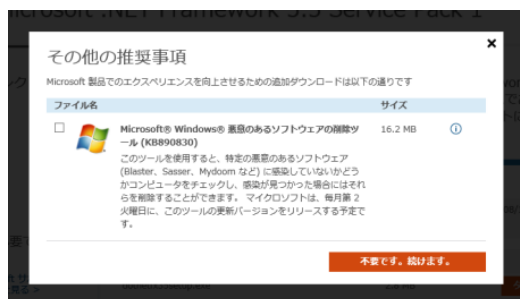 Microsoft .NET Framework 3.5 Service Pack 1
その他の推奨事項
Microsoft 製品でのエクスペリエンスを向上させるための追加ダウンロードは以下の通りです
ファイル名 サイズ
Microsoft® Windows® 悪意のあるソフトウェアの削除ツ 16.2 MB
ール (KB890830)
このツールを使用すると、特定の悪意のあるソフトウェア
(Blaster、Sasser、Mydoom など) に感染していないかどう
かコンピュータをチェックし、感染が見つかった場合にはそれ
らを削除することができます。 マイクロソフトは、毎月第 2
火曜日に、このツールの更新バージョンをリリースする予定で
す。
不要です。続けます。
2.8 MB